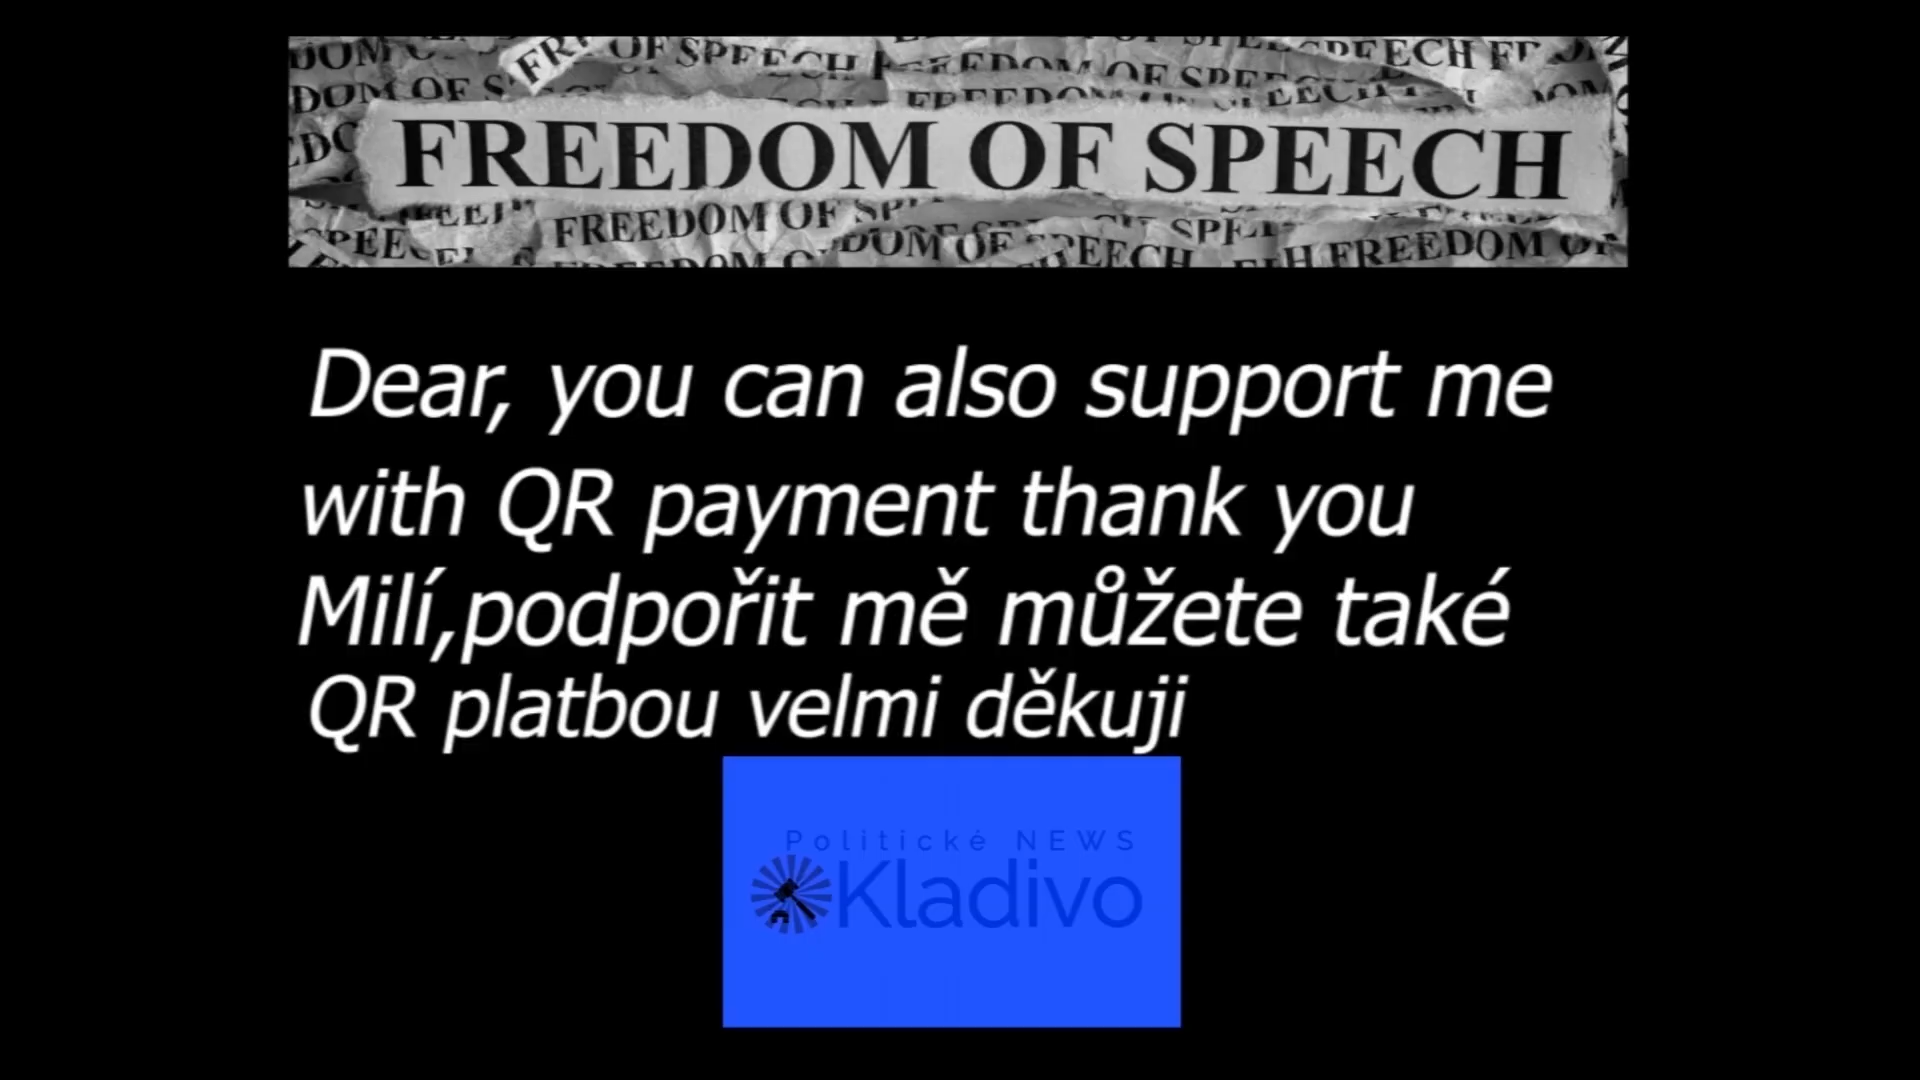 FREEDOM OF SPEECH
Dear, you can also support me
with QR payment thank you
Milí,podpořit mě můžete také
QR platbou velmi děkuji
Politické NEWS
Kladivo